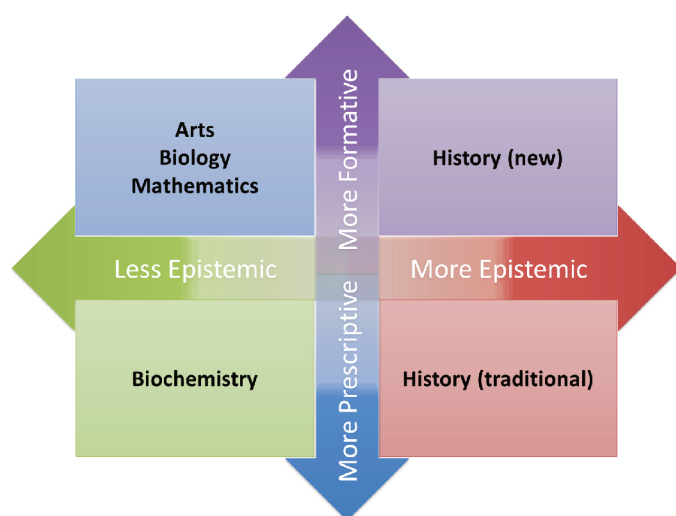 More Formative
Arts
Biology
Mathematics
History (new)
Less Epistemic
More Epistemic
Biochemistry
History (traditional)
More Prescriptive